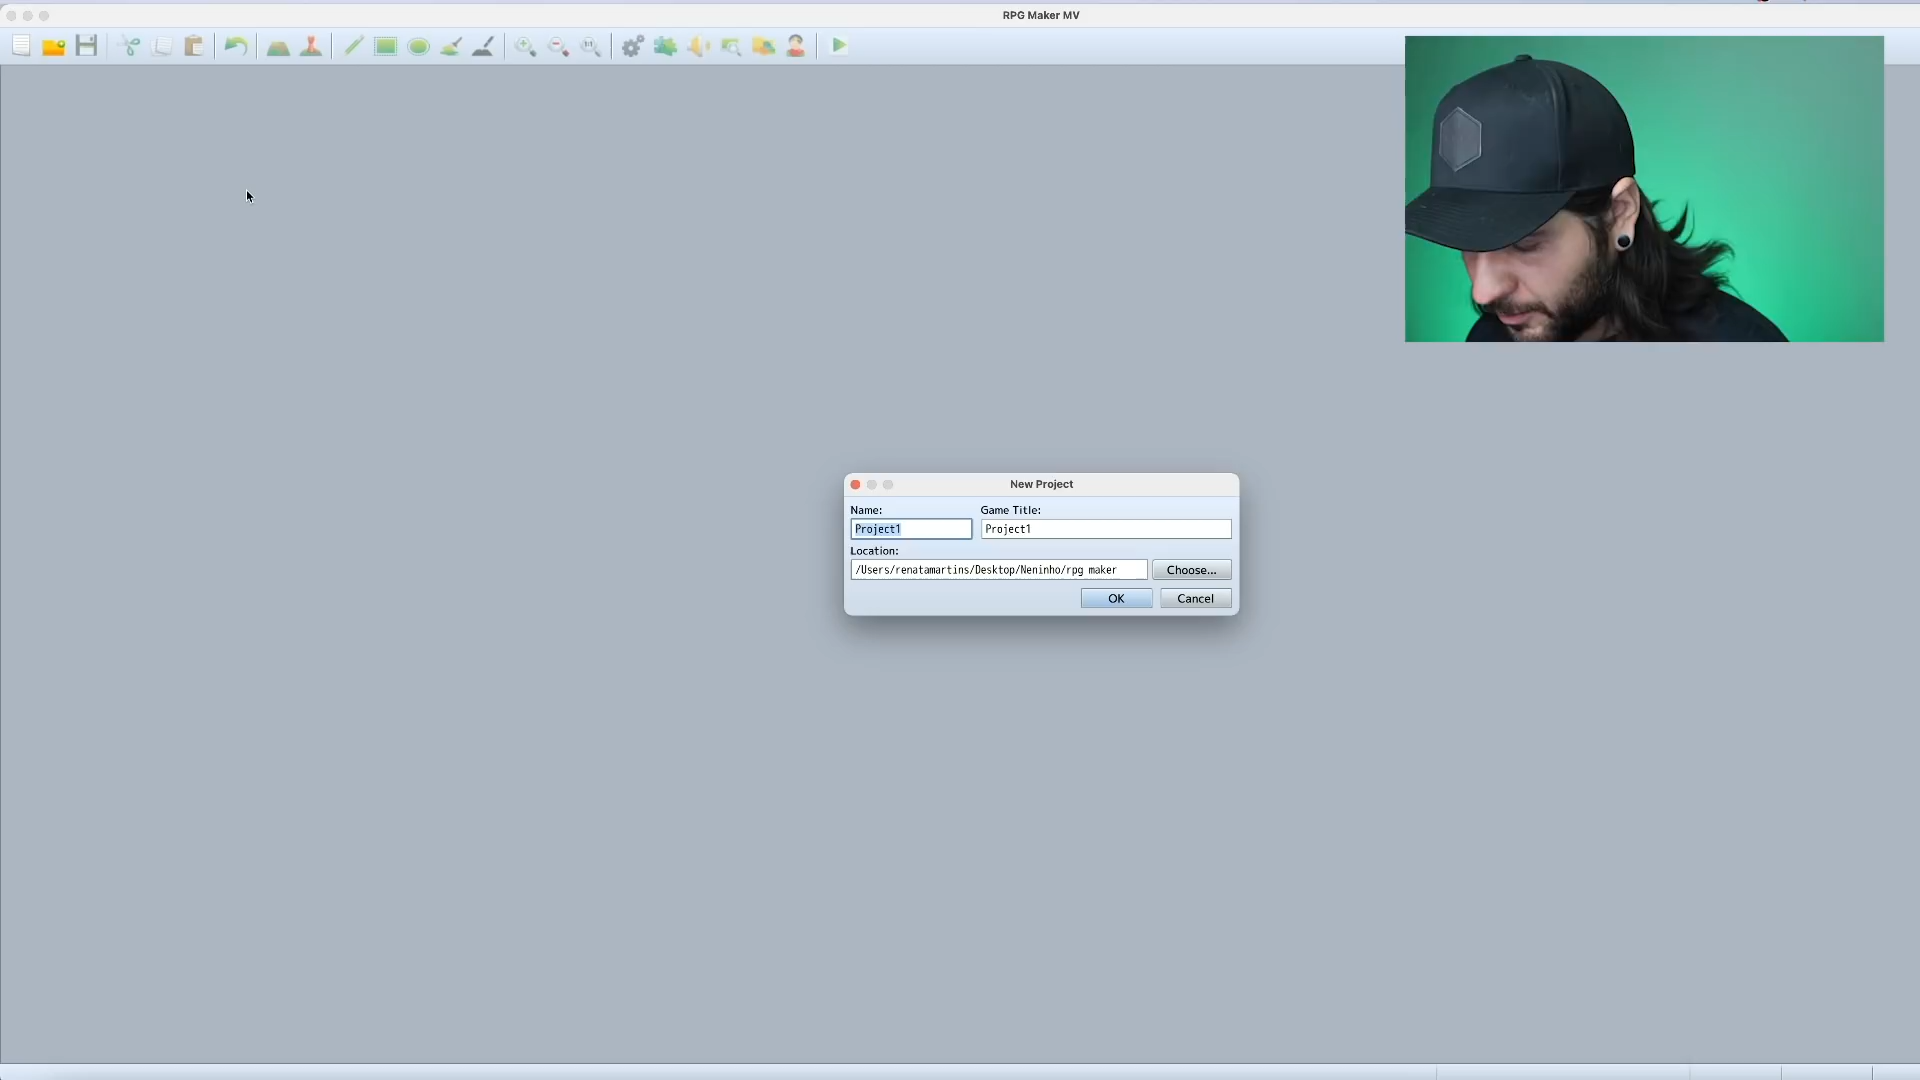 RPG Maker MV
New Project
Name:
Game Title:
Project1
Project1
Location:
/Users/renatamartins/Desktop/Neninho/rpg maker
Choose...
OK
Cancel